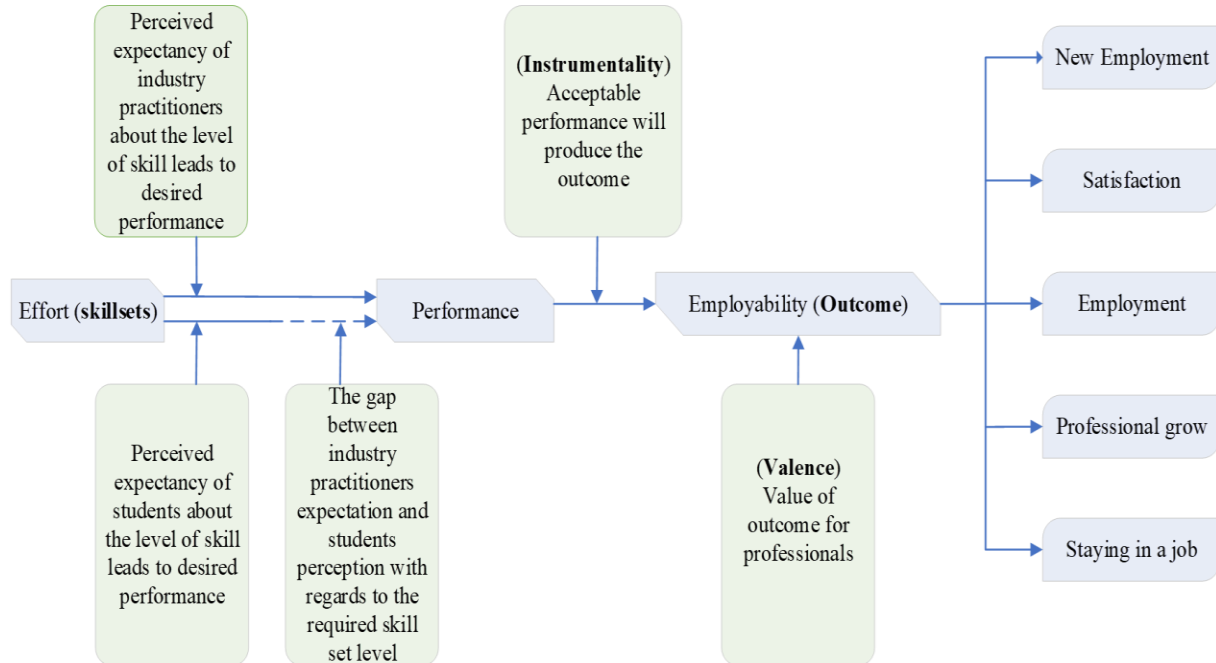 Perceived
expectancy of
industry
practitioners
about the level
of skill leads to
desired
performance
(Instrumentality)
Acceptable
performance will
produce the
outcome
New Employment
Satisfaction
Effort (skillsets)
Performance
Employability (Outcome)
Employment
Perceived
expectancy of
students about
the level of skill
leads to desired
performance
The gap
between
industry
practitioners
expectation and
students
perception with
regards to the
required skill
set level
(Valence)
Value of
outcome for
professionals
Professional grow
Staying in a job